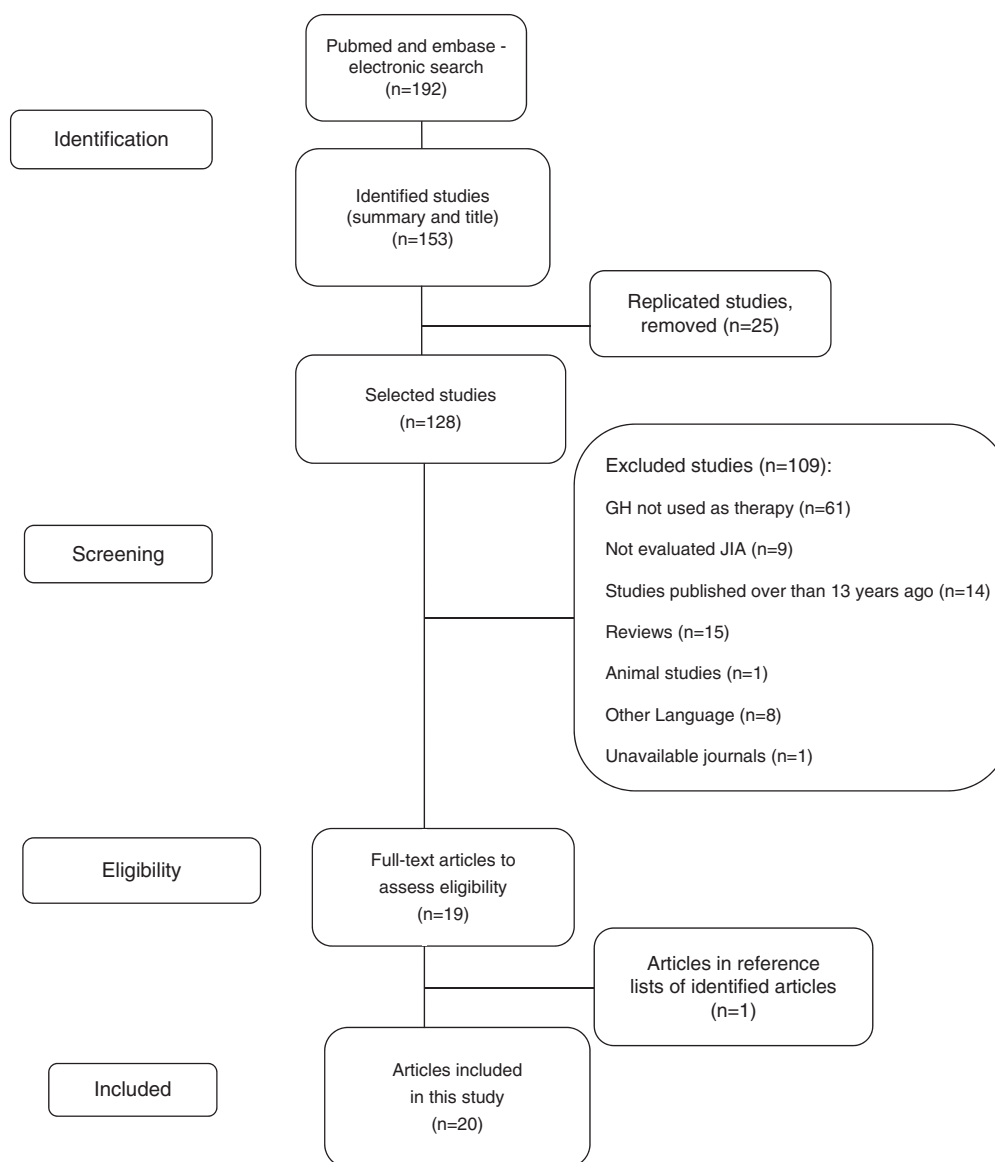 Pubmed and embase -
electronic search
(n=192)
Identification
Identified studies
(summary and title)
(n=153)
Replicated studies,
removed (n=25)
Selected studies
(n=128)
Excluded studies (n=109):
GH not used as therapy (n=61)
Not evaluated JIA (n=9)
Studies published over than 13 years ago (n=14)
Reviews (n=15)
Animal studies (n=1)
Other Language (n=8)
Unavailable journals (n=1)
Screening
Eligibility
Full-text articles to
assess eligibility
(n=19)
Articles in reference
lists of identified articles
(n=1)
Included
Articles included
in this study
(n=20)